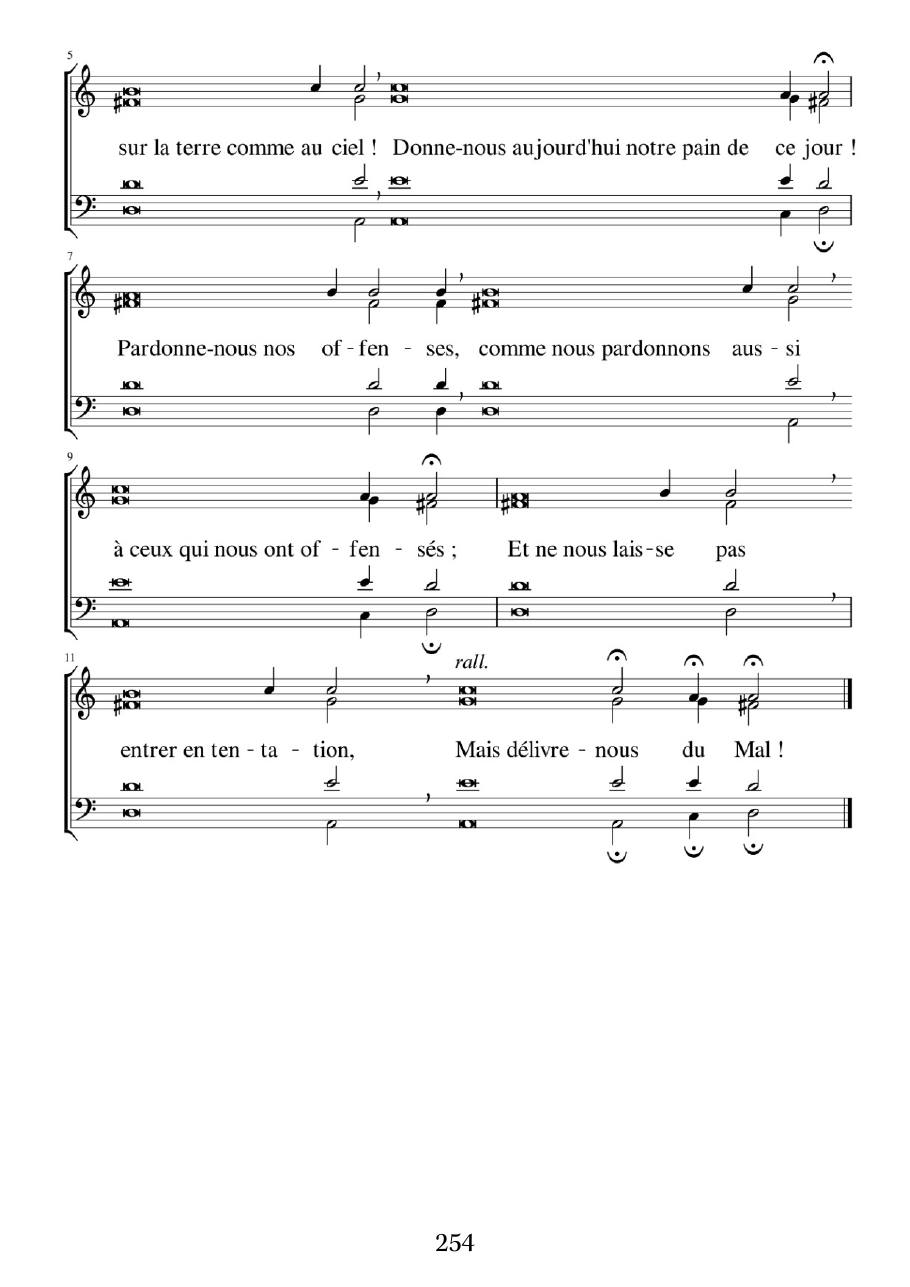 5
sur la terre comme au ciel ! Donne-nous aujourd'hui notre pain de ce jour !
7
Pardonne-nous nos of - fen - ses, comme nous pardonnons aus - si
9
à ceux qui nous ont of - fen - sés ; Et ne nous lais-se pas
11
rall.
entrer en ten - ta - tion, Mais délivre - nous du Mal !
254